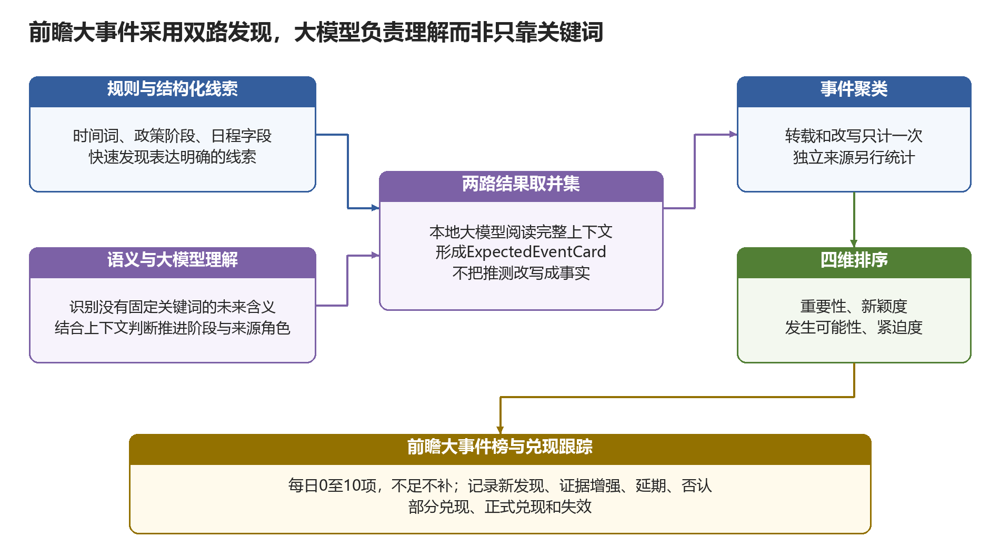 前瞻大事件采用双路发现，大模型负责理解而非只靠关键词
规则与结构化线索
时间词、政策阶段、日程字段
快速发现表达明确的线索
语义与大模型理解
识别没有固定关键词的未来含义
结合上下文判断推进阶段与来源角色
两路结果取并集
本地大模型阅读完整上下文
形成ExpectedEventCard
不把推测改写成事实
事件聚类
转载和改写只计一次
独立来源另行统计
四维排序
重要性、新颖度
发生可能性、紧迫度
前瞻大事件榜与兑现跟踪
每日0至10项，不足不补；记录新发现、证据增强、延期、否认
部分兑现、正式兑现和失效